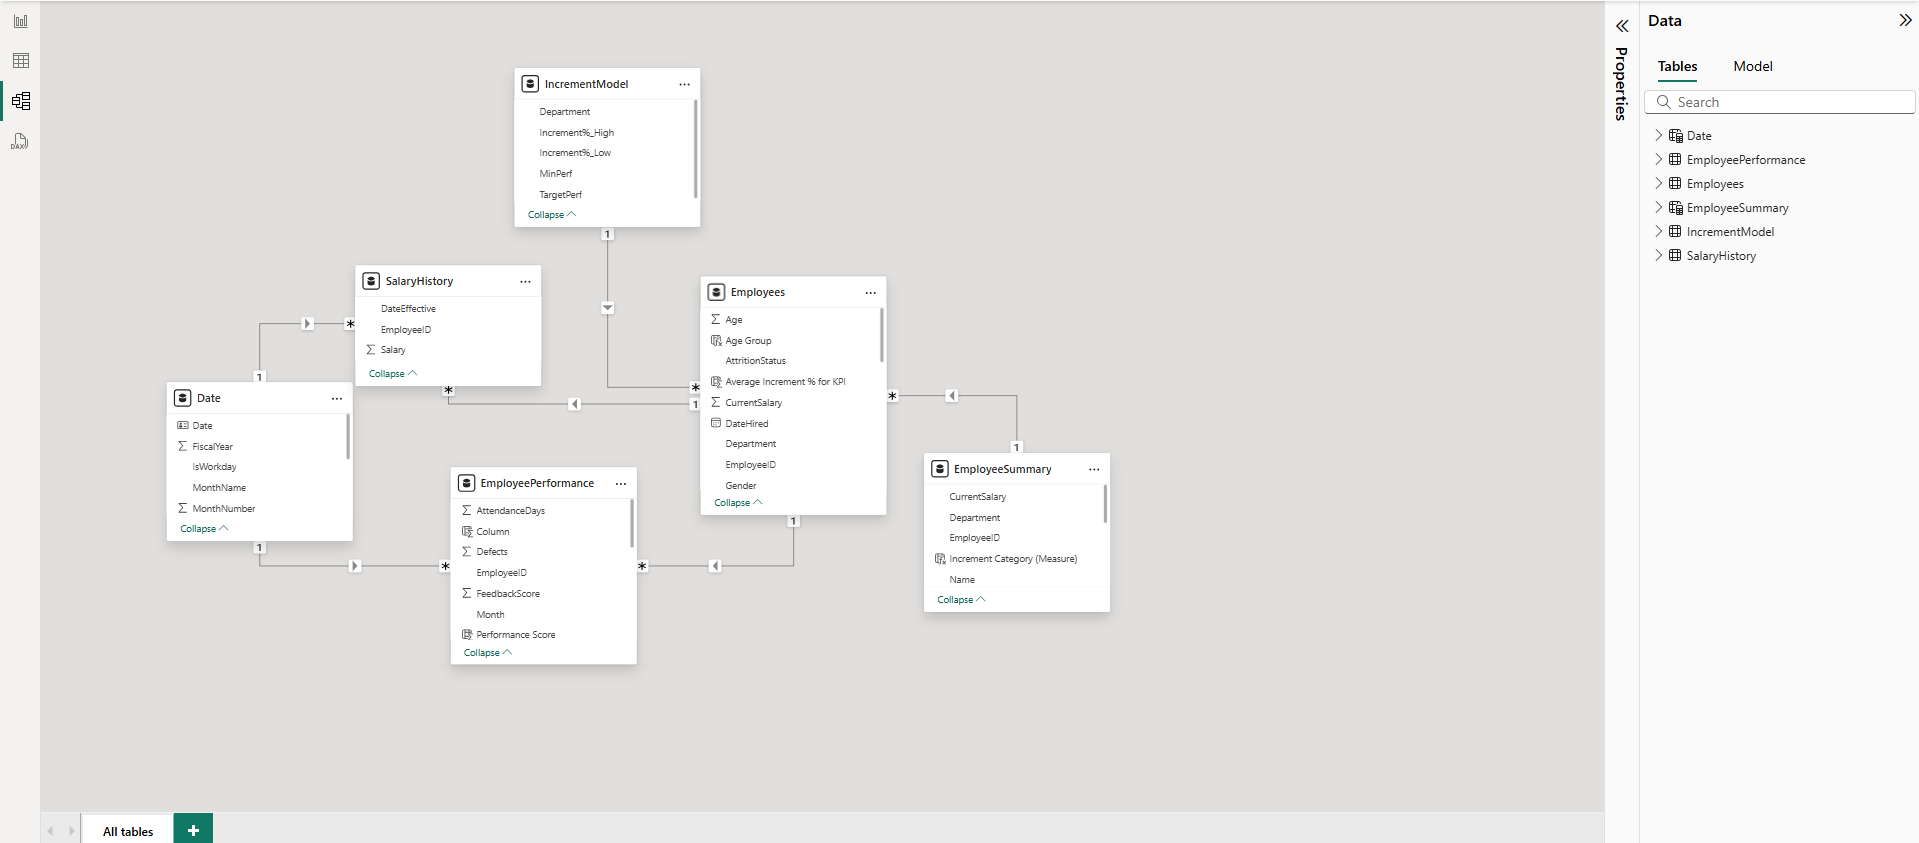 Data
Tables Model
Search
Date
EmployeePerformance
Employees
EmployeeSummary
IncrementModel
SalaryHistory
Properties
DAX
IncrementModel
Department
Increment%_High
Increment%_Low
MinPerf
TargetPerf
Collapse
1
SalaryHistory
DateEffective
EmployeeID
Salary
Collapse
*
*
1
Employees
Age
Age Group
AttritionStatus
Average Increment % for KPI
CurrentSalary
DateHired
Department
EmployeeID
Gender
Collapse
*
1
*
1
1
Date
Date
FiscalYear
IsWorkday
MonthName
MonthNumber
Collapse
1
EmployeePerformance
AttendanceDays
Column
Defects
EmployeeID
FeedbackScore
Month
Performance Score
Collapse
*
*
1
EmployeeSummary
CurrentSalary
Department
EmployeeID
Increment Category (Measure)
Name
Collapse
All tables
+